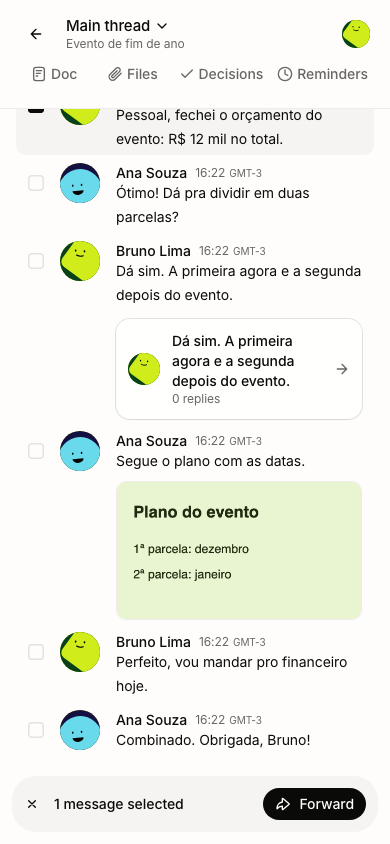 Main thread
Evento de fim de ano
Doc
Files
Decisions
Reminders
Pessoal, fechei o orçamento do
evento: R$ 12 mil no total.
Ana Souza 16:22 GMT-3
Ótimo! Dá pra dividir em duas
parcelas?
Bruno Lima 16:22 GMT-3
Dá sim. A primeira agora e a segunda
depois do evento.
Dá sim. A primeira
agora e a segunda
depois do evento.
0 replies
Ana Souza 16:22 GMT-3
Segue o plano com as datas.
Plano do evento
1ª parcela: dezembro
2ª parcela: janeiro
Bruno Lima 16:22 GMT-3
Perfeito, vou mandar pro financeiro
hoje.
Ana Souza 16:22 GMT-3
Combinado. Obrigada, Bruno!
1 message selected
Forward